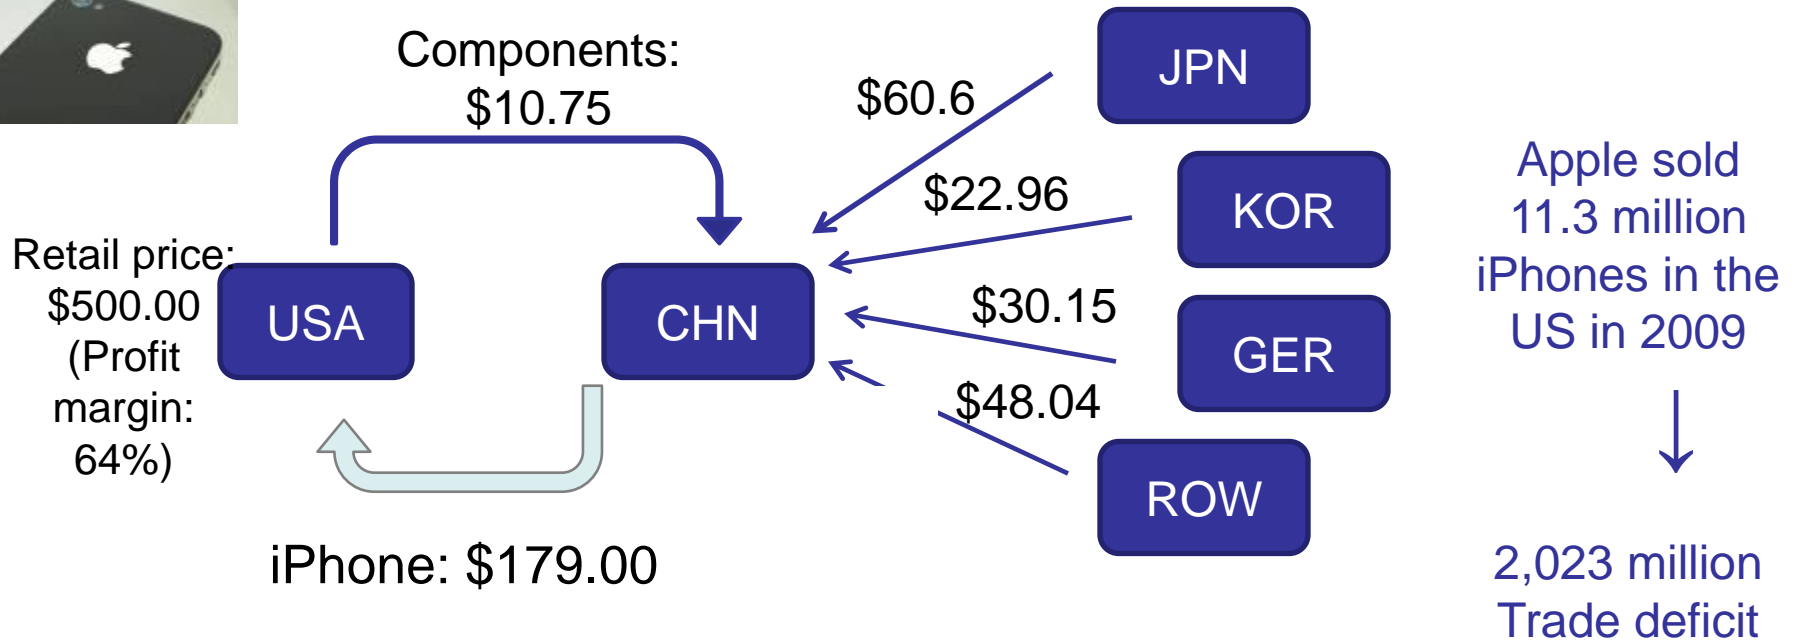 Components:
$10.75
Retail price:
$500.00
(Profit
margin:
64%)
USA
CHN
iPhone: $179.00
$60.6
$22.96
$30.15
$48.04
JPN
KOR
GER
ROW
Apple sold
11.3 million
iPhones in the
US in 2009
2,023 million
Trade deficit